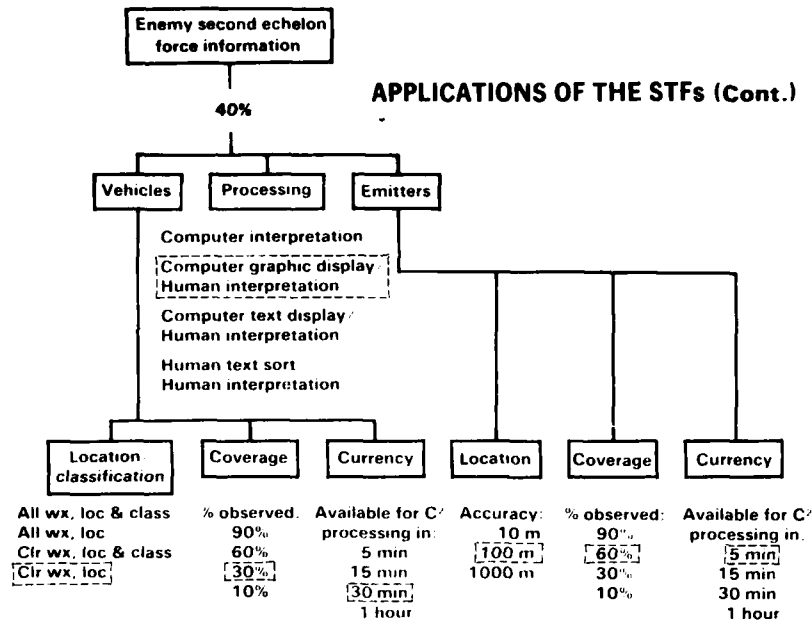 Enemy second echelon
force information
APPLICATIONS OF THE STFs (Cont.)
40%
Vehicles
Processing
Emitters
Computer interpretation
Computer graphic display/
Human interpretation
Computer text display/
Human interpretation
Human text sort
Human interpretation
Location
classification
Coverage
Currency
Location
Coverage
Currency
All wx, loc & class
All wx, loc
Clr wx, loc & class
Clr wx, loc
% observed:
90%
60%
30%
10%
Available for C²
processing in:
5 min
15 min
30 min
1 hour
Accuracy:
10 m
100 m
1000 m
% observed:
90%
60%
30%
10%
Available for C²
processing in:
5 min
15 min
30 min
1 hour